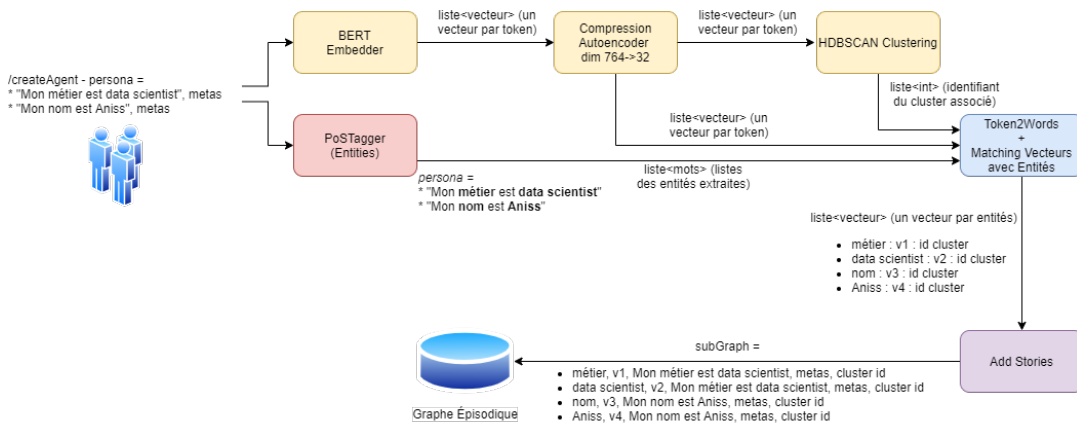 /createAgent - persona =
* "Mon métier est data scientist", metas
* "Mon nom est Aniss", metas
BERT
Embedder
liste<vecteur> (un
vecteur par token)
Compression
Autoencoder
dim 764->32
liste<vecteur> (un
vecteur par token)
HDBSCAN Clustering
liste<int> (identifiant
du cluster associé)
liste<vecteur> (un
vecteur par token)
PoSTagger
(Entities)
liste<mots> (listes
des entités extraites)
persona =
* "Mon métier est data scientist"
* "Mon nom est Aniss"
Token2Words
+
Matching Vecteurs
avec Entités
liste<vecteur> (un vecteur par entités)
• métier : v1 : id cluster
• data scientist : v2 : id cluster
• nom : v3 : id cluster
• Aniss : v4 : id cluster
Add Stories
subGraph =
• métier, v1, Mon métier est data scientist, metas, cluster id
• data scientist, v2, Mon métier est data scientist, metas, cluster id
• nom, v3, Mon nom est Aniss, metas, cluster id
• Aniss, v4, Mon nom est Aniss, metas, cluster id
Graphe Épisodique